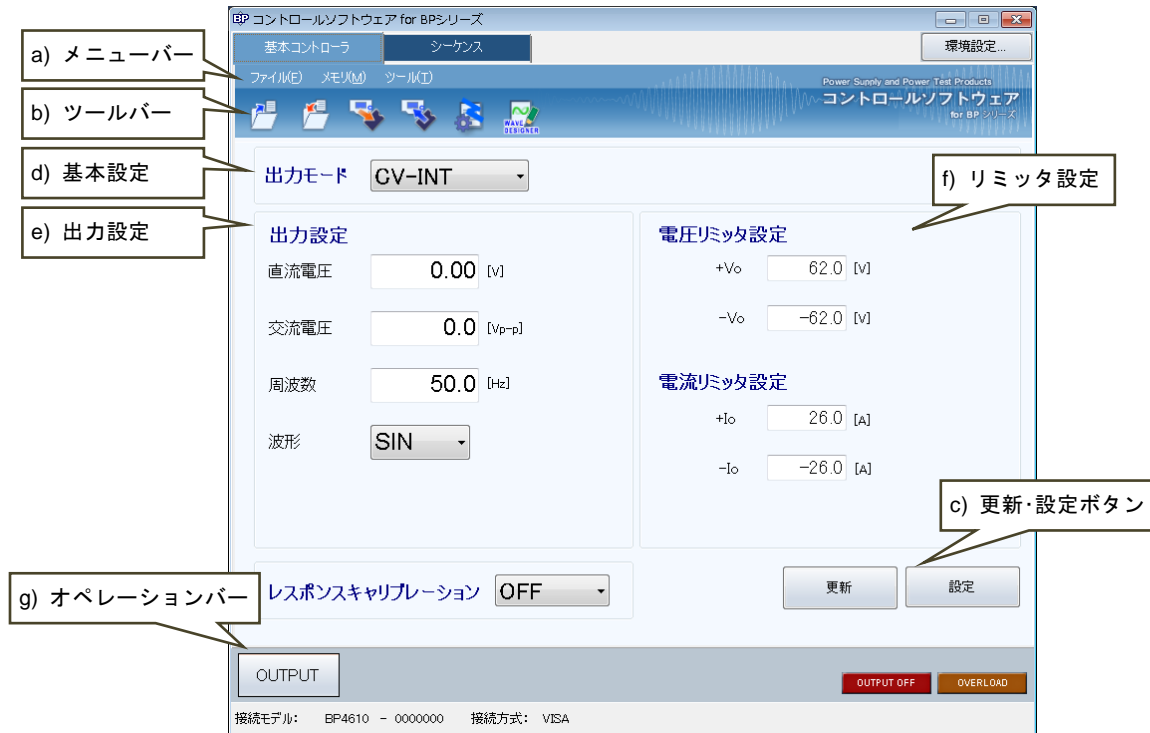 BP コントロールソフトウェア for BPシリーズ
a) メニューバー
基本コントローラ
シーケンス
環境設定...
ファイル(F) メモリ(M) ツール(T)
Power Supply and Power Test Products
コントロールソフトウェア
for BP シリーズ
b) ツールバー
WAVE
DESIGNER
d) 基本設定
出力モード CV-INT
f) リミッタ設定
e) 出力設定
出力設定
直流電圧 0.00 [V]
交流電圧 0.0 [Vp-p]
周波数 50.0 [Hz]
波形 SIN
電圧リミッタ設定
+Vo 62.0 [V]
-Vo -62.0 [V]
電流リミッタ設定
+Io 26.0 [A]
-Io -26.0 [A]
c) 更新・設定ボタン
レスポンスキャリブレーション OFF
更新
設定
g) オペレーションバー
OUTPUT
OUTPUT OFF
OVERLOAD
接続モデル: BP4610 - 0000000 接続方式: VISA